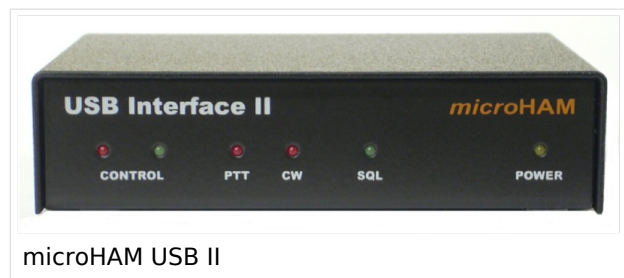 USB Interface II microHAM
CONTROL PTT CW SQL POWER
microHAM USB II